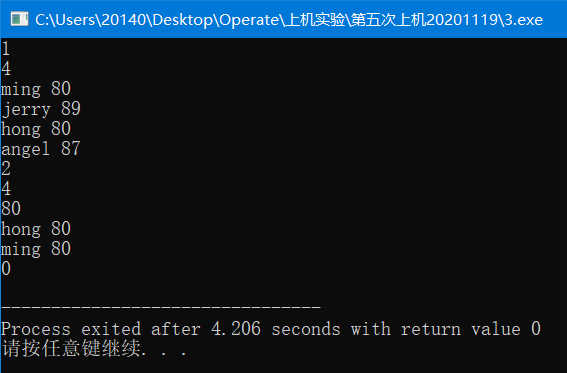 C:\Users\20140\Desktop\Operate\上机实验\第五次上机20201119\3.exe
1
4
ming 80
jerry 89
hong 80
angel 87
2
4
80
hong 80
ming 80
0
--------------------------------
Process exited after 4.206 seconds with return value 0
请按任意键继续. . .